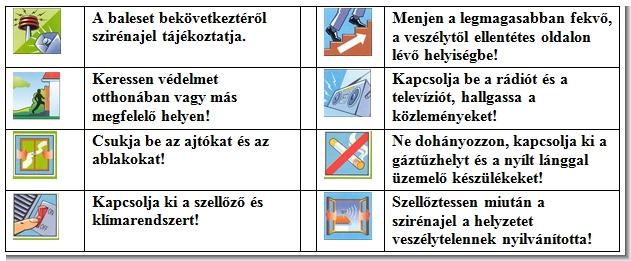 A baleset bekövetkeztéről
szirénajel tájékoztatja.
Menjen a legmagasabban fekvő,
a veszélytől ellentétes oldalon
lévő helyiségbe!
Keressen védelmet
otthonában vagy más
megfelelő helyen!
Kapcsolja be a rádiót és a
televíziót, hallgassa a
közleményeket!
Csukja be az ajtókat és az
ablakokat!
Ne dohányozzon, kapcsolja ki a
gáztűzhelyt és a nyílt lánggal
üzemelő készülékeket!
Kapcsolja ki a szellőző és
klímarendszert!
OFF
Szellőztessen miután a
szirénajel a helyzetet
veszélytelennek nyilvánította!